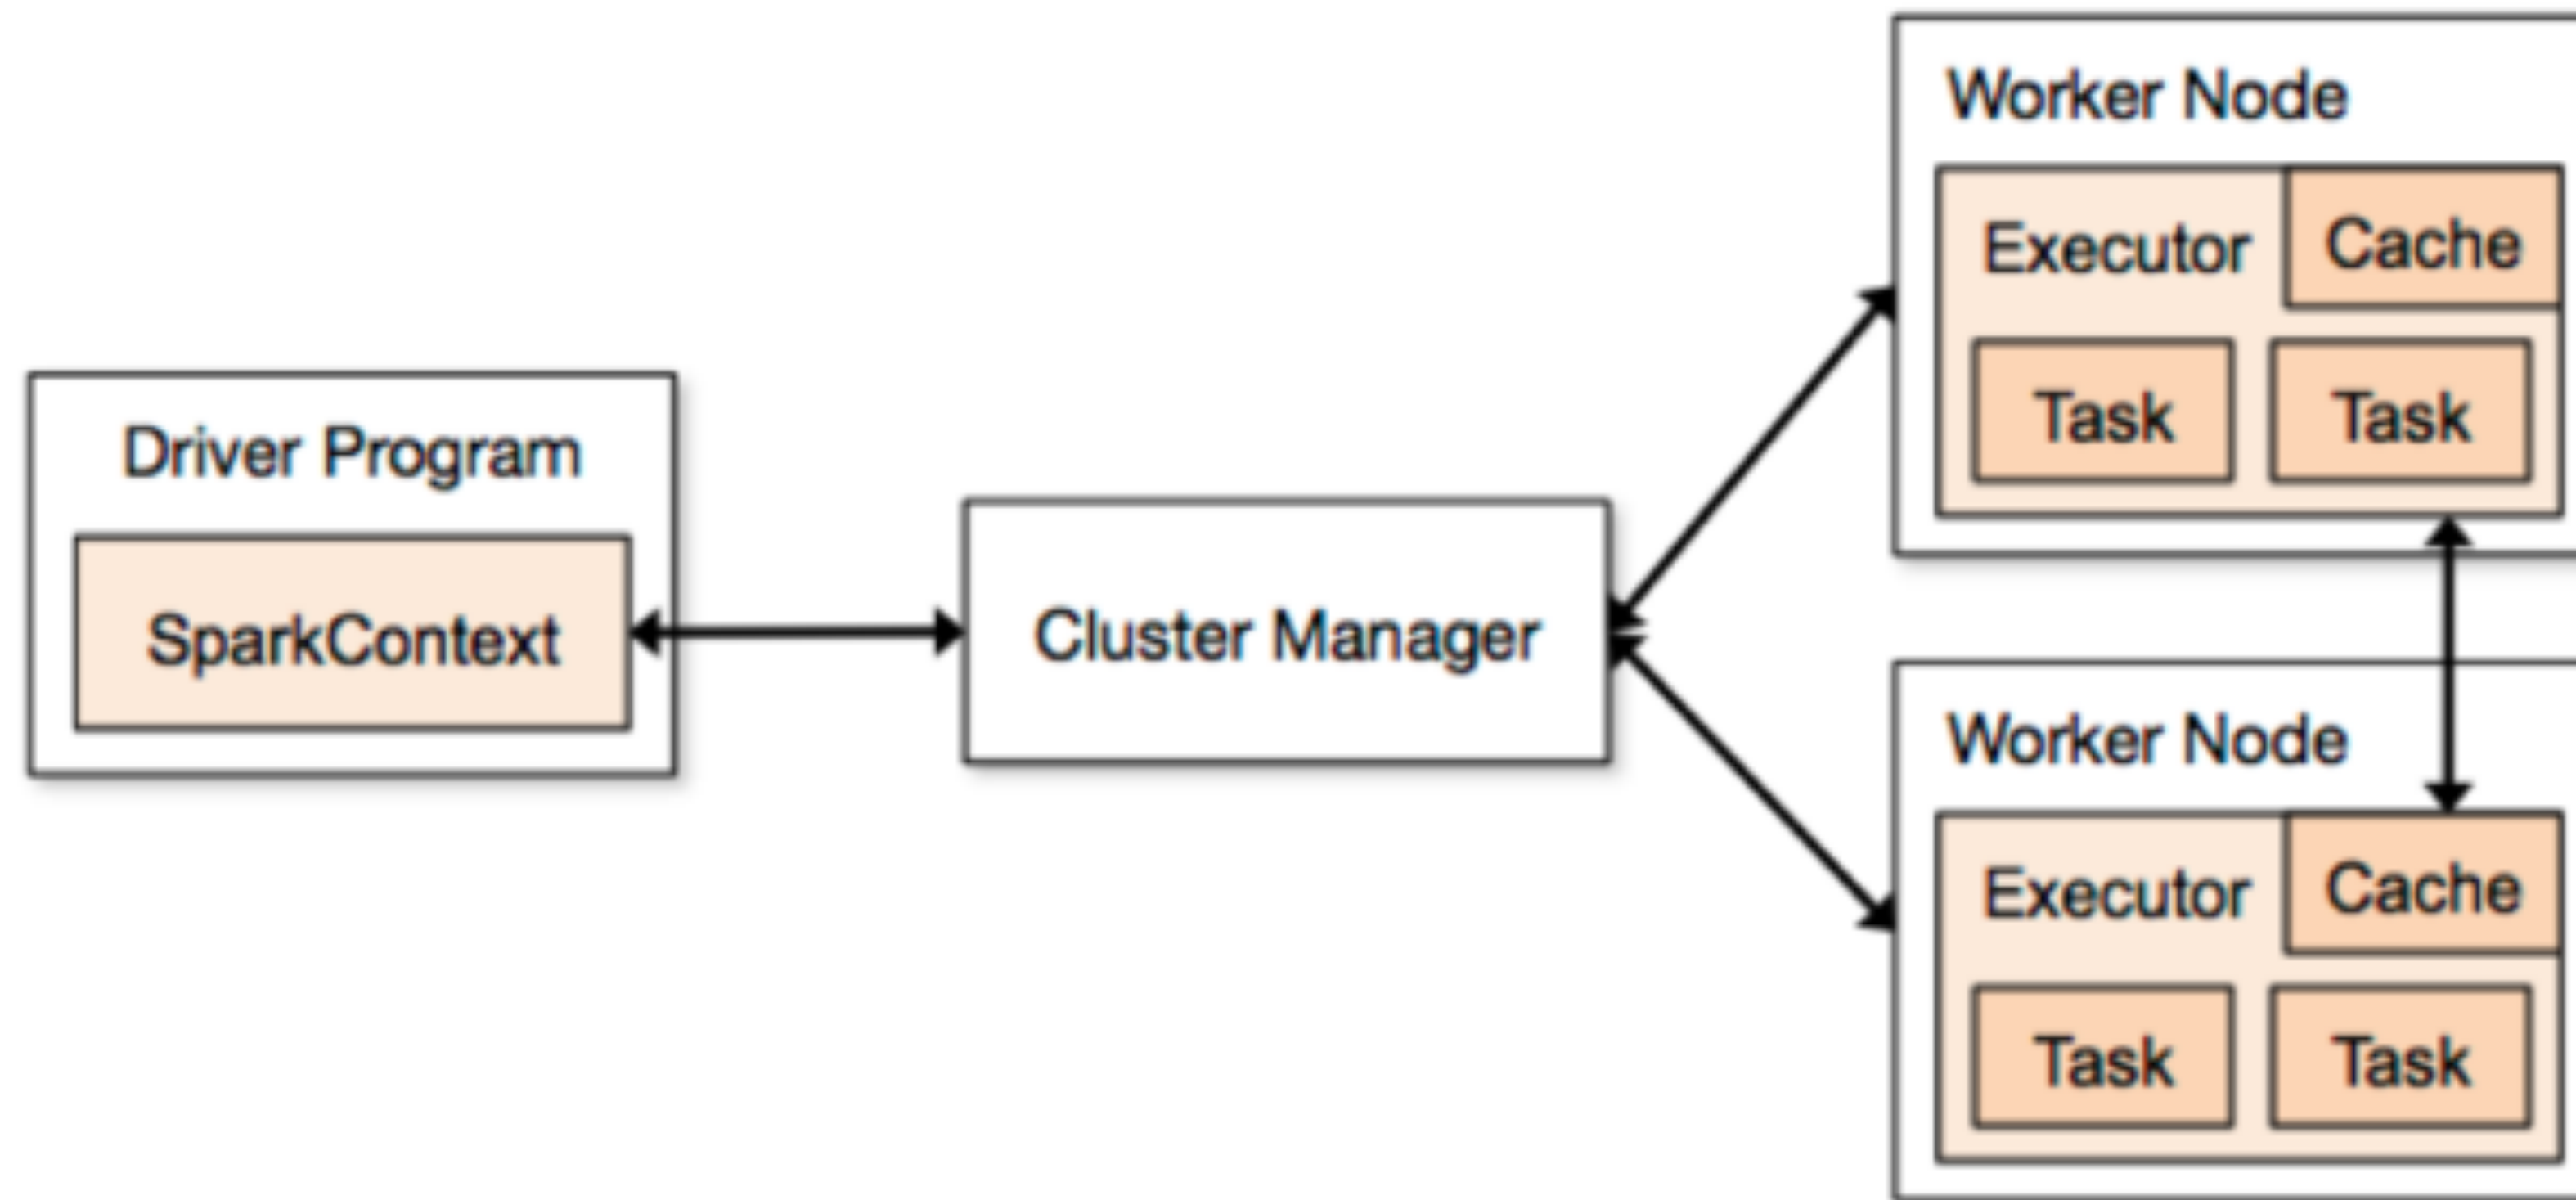 Driver Program
SparkContext
Cluster Manager
Worker Node
Executor
Cache
Task
Task
Worker Node
Executor
Cache
Task
Task